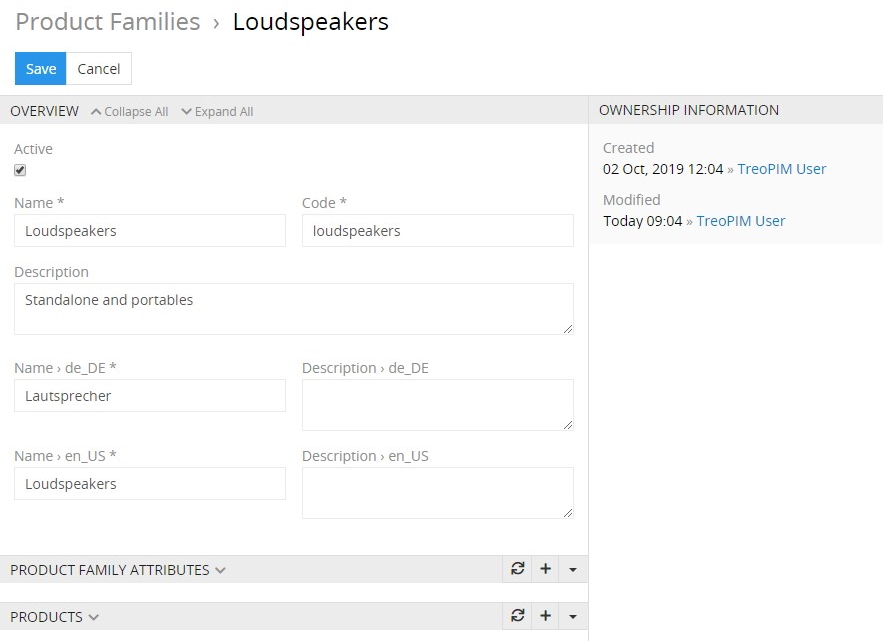 Product Families › Loudspeakers
Save Cancel
OVERVIEW Collapse All Expand All
Active
Name * Code *
Loudspeakers loudspeakers
Description
Standalone and portables
Name › de_DE * Description › de_DE
Lautsprecher
Name › en_US * Description › en_US
Loudspeakers
PRODUCT FAMILY ATTRIBUTES
PRODUCTS
OWNERSHIP INFORMATION
Created
02 Oct, 2019 12:04 » TreoPIM User
Modified
Today 09:04 » TreoPIM User